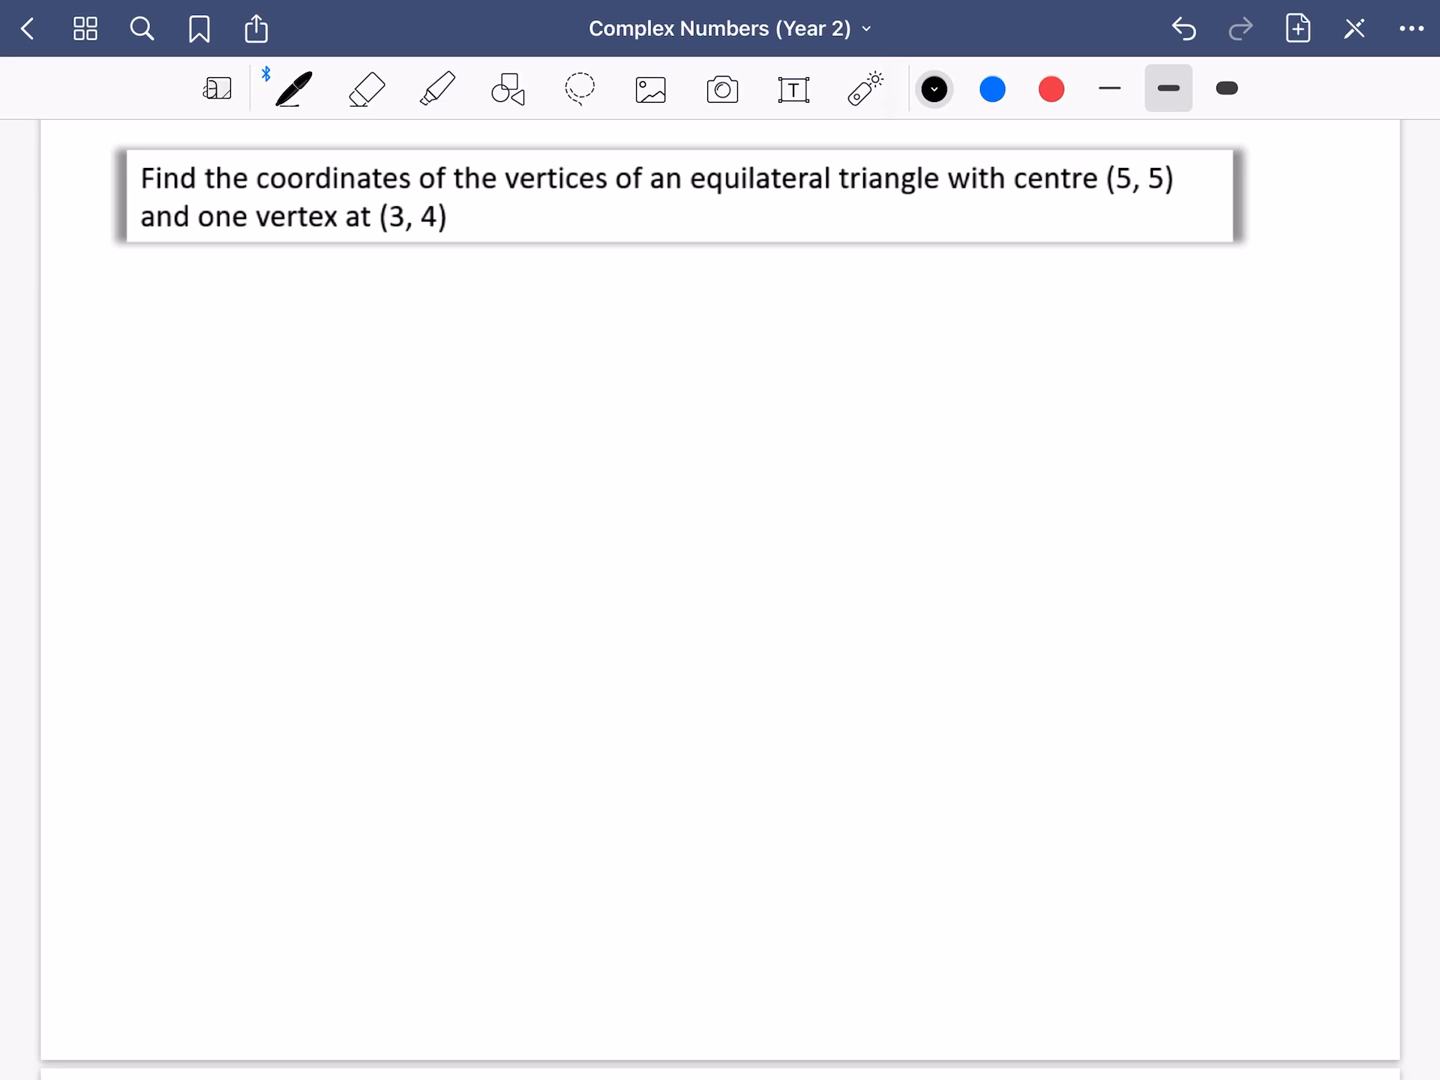 Complex Numbers (Year 2)
T
Find the coordinates of the vertices of an equilateral triangle with centre (5, 5)
and one vertex at (3, 4)